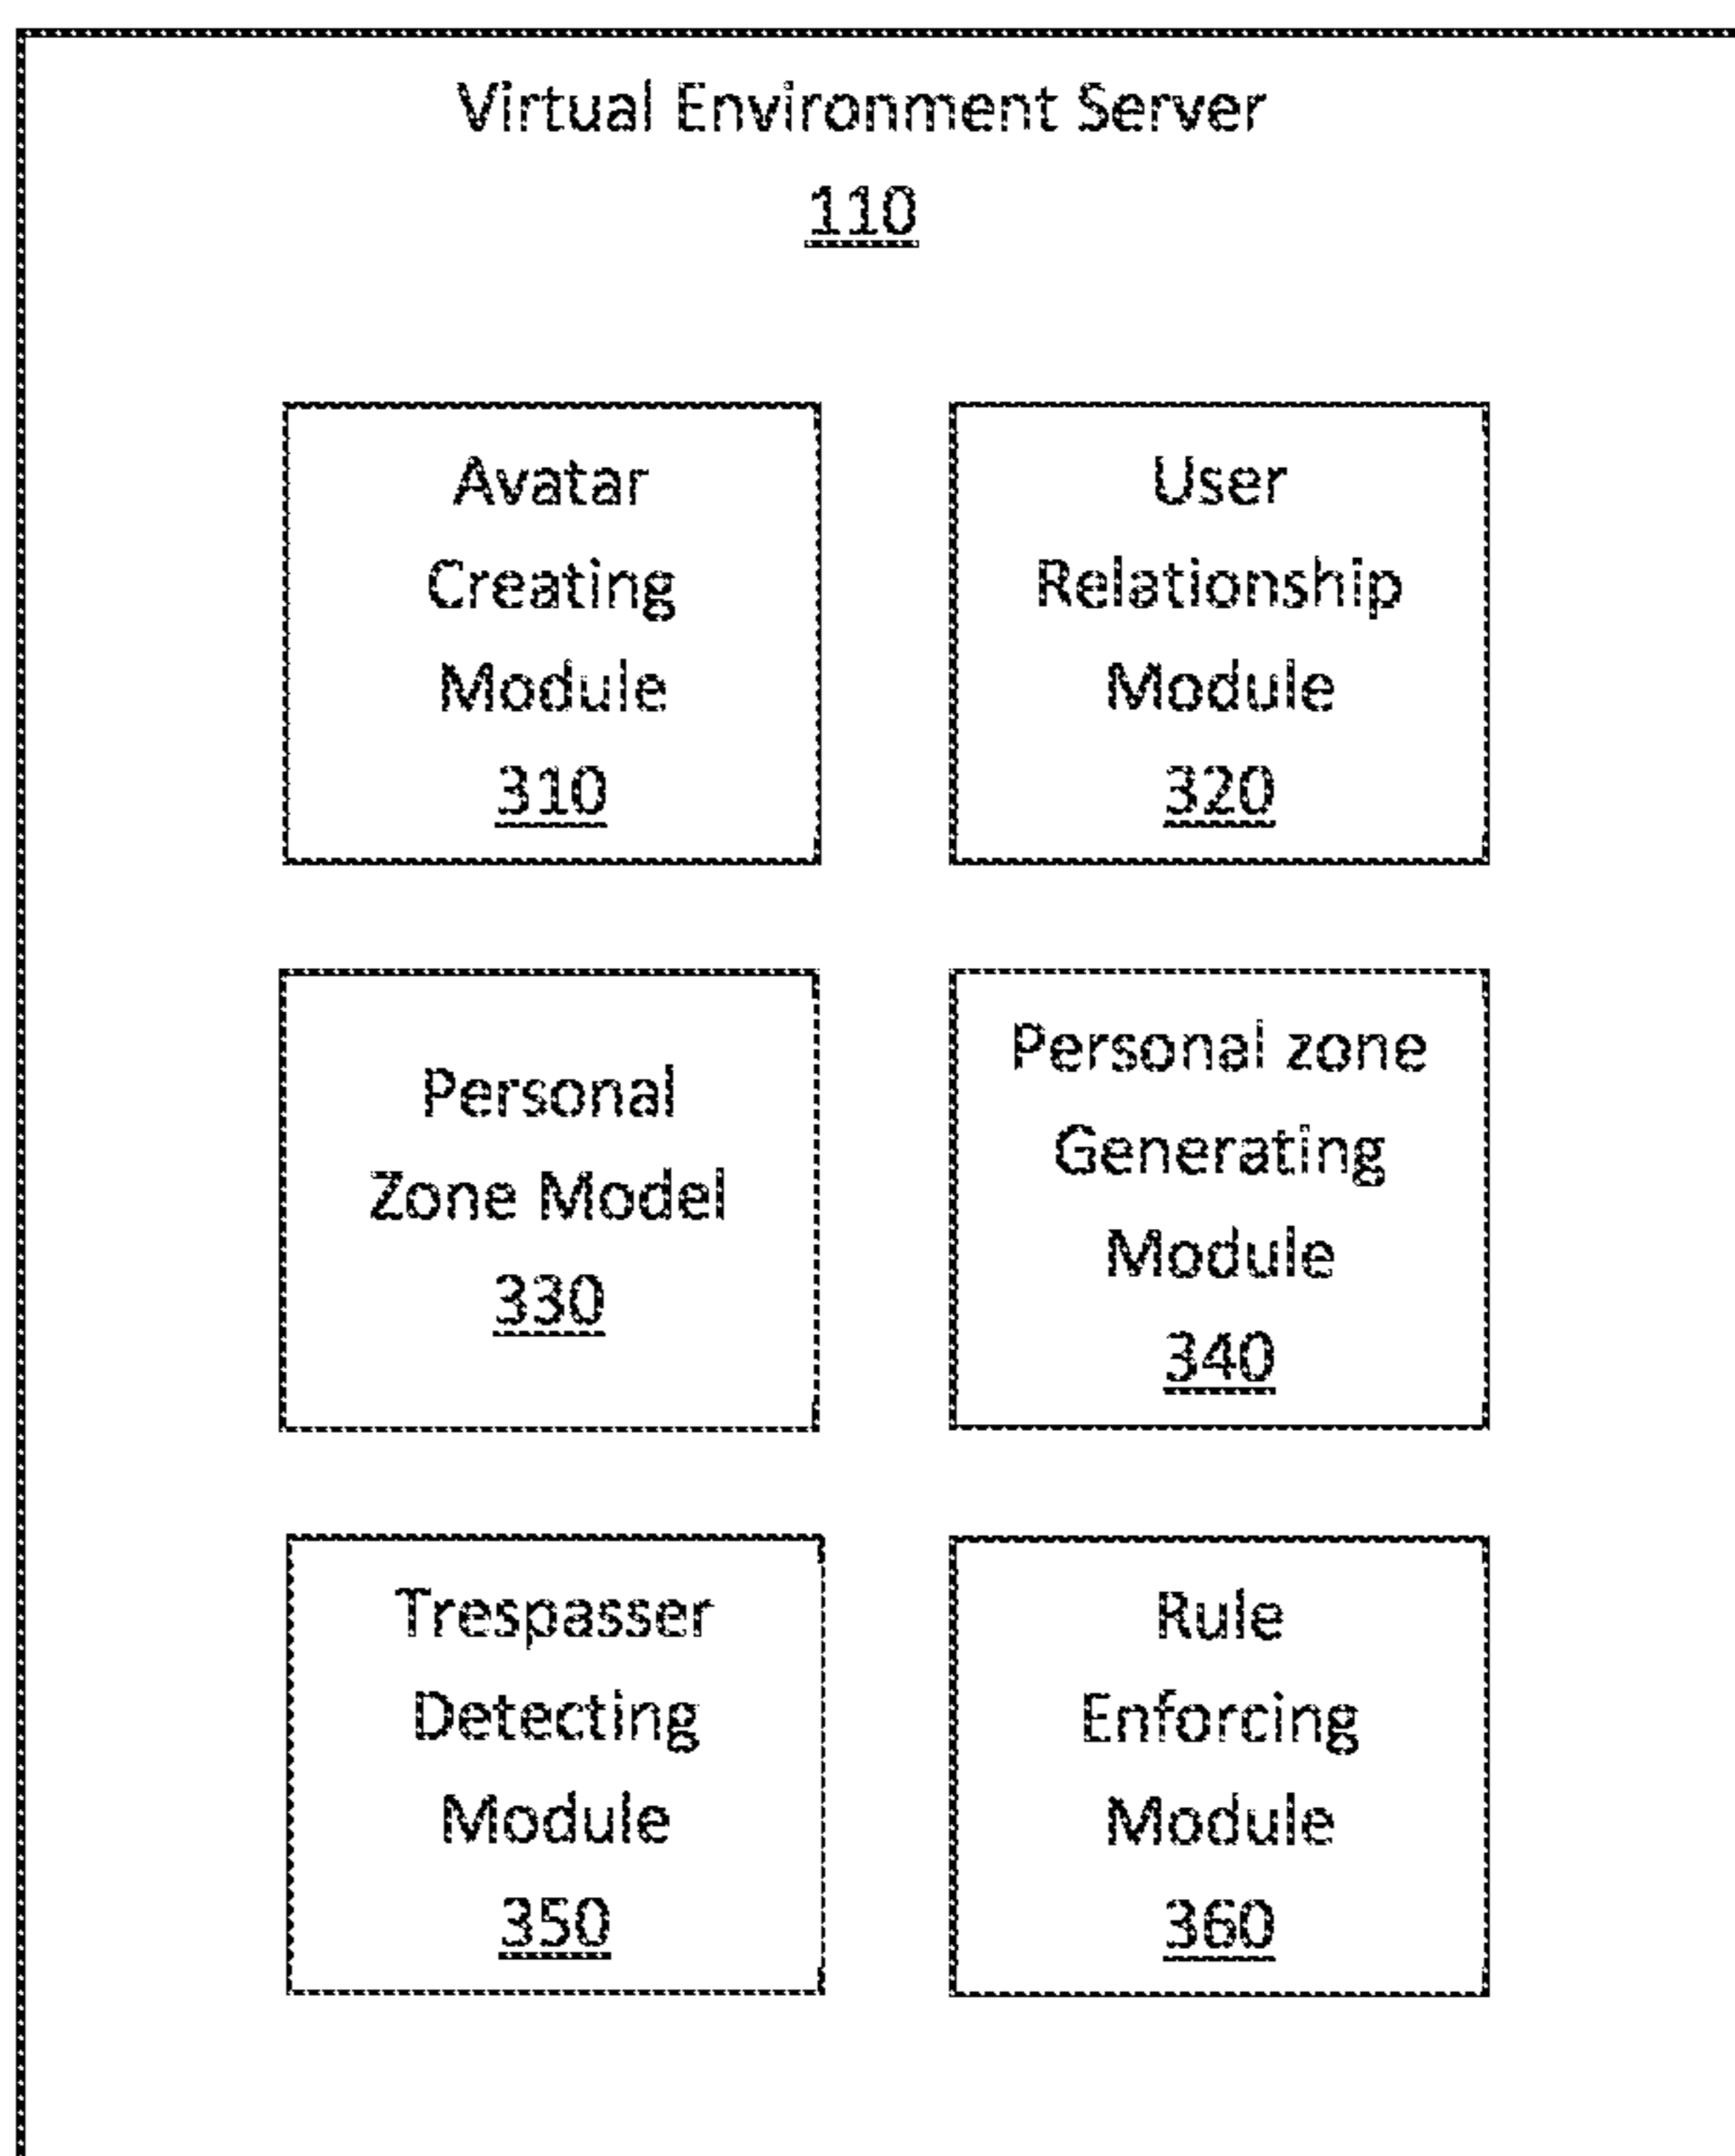 Virtual Environment Server
110
Avatar
Creating
Module
310
User
Relationship
Module
320
Personal
Zone Model
330
Personal zone
Generating
Module
340
Trespasser
Detecting
Module
350
Rule
Enforcing
Module
360